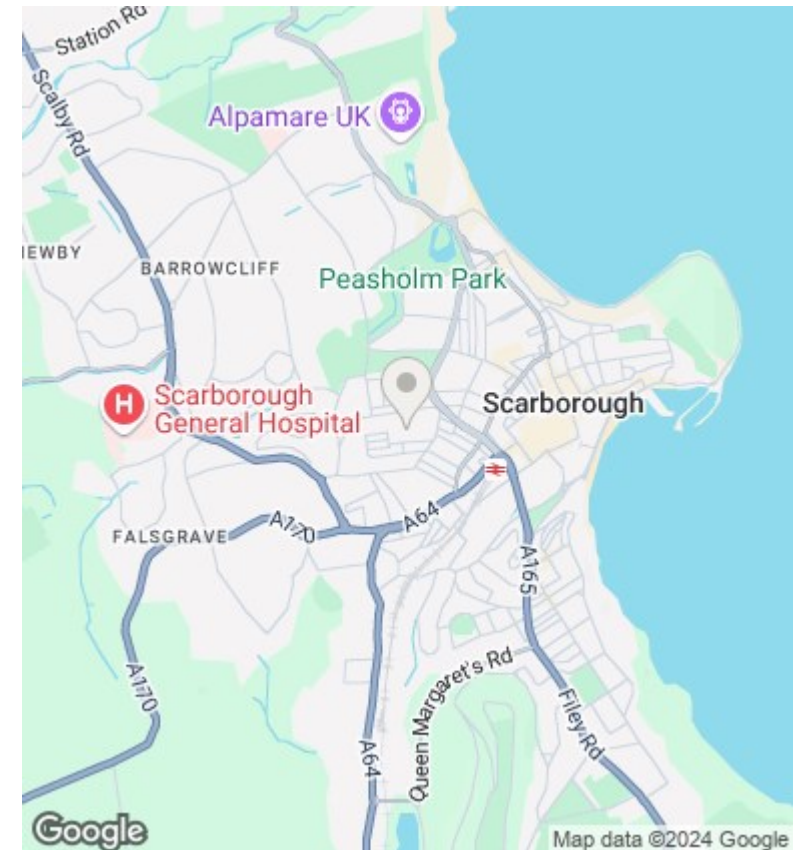 Station Rd
Scalby Rd
Alpamare UK
NEWBY
BARROWCLIFF
Peasholm Park
H
Scarborough
General Hospital
Scarborough
FALSGRAVE
A170
A64
A165
A170
A64
Queen Margaret's Rd
Filey Rd
Google
Map data ©2024 Google